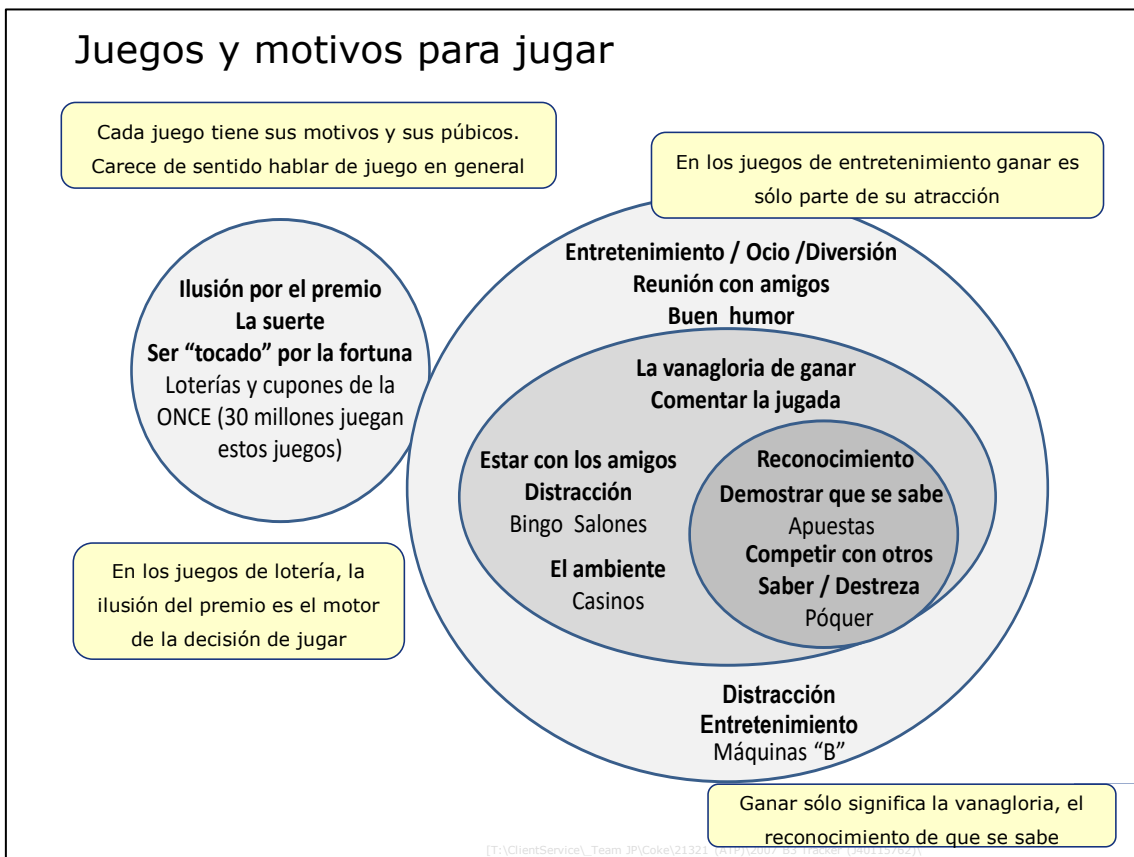 Juegos y motivos para jugar
Cada juego tiene sus motivos y sus púbicos.
Carece de sentido hablar de juego en general
En los juegos de entretenimiento ganar es
sólo parte de su atracción
Ilusión por el premio
La suerte
Ser “tocado” por la fortuna
Loterías y cupones de la
ONCE (30 millones juegan
estos juegos)
Entretenimiento / Ocio /Diversión
Reunión con amigos
Buen humor
La vanagloria de ganar
Comentar la jugada
Estar con los amigos
Distracción
Bingo Salones
El ambiente
Casinos
Reconocimiento
Demostrar que se sabe
Apuestas
Competir con otros
Saber / Destreza
Póquer
En los juegos de lotería, la
ilusión del premio es el motor
de la decisión de jugar
Distracción
Entretenimiento
Máquinas “B”
Ganar sólo significa la vanagloria, el
reconocimiento de que se sabe
[T:\ClientService\_Team JP\Coke\21321